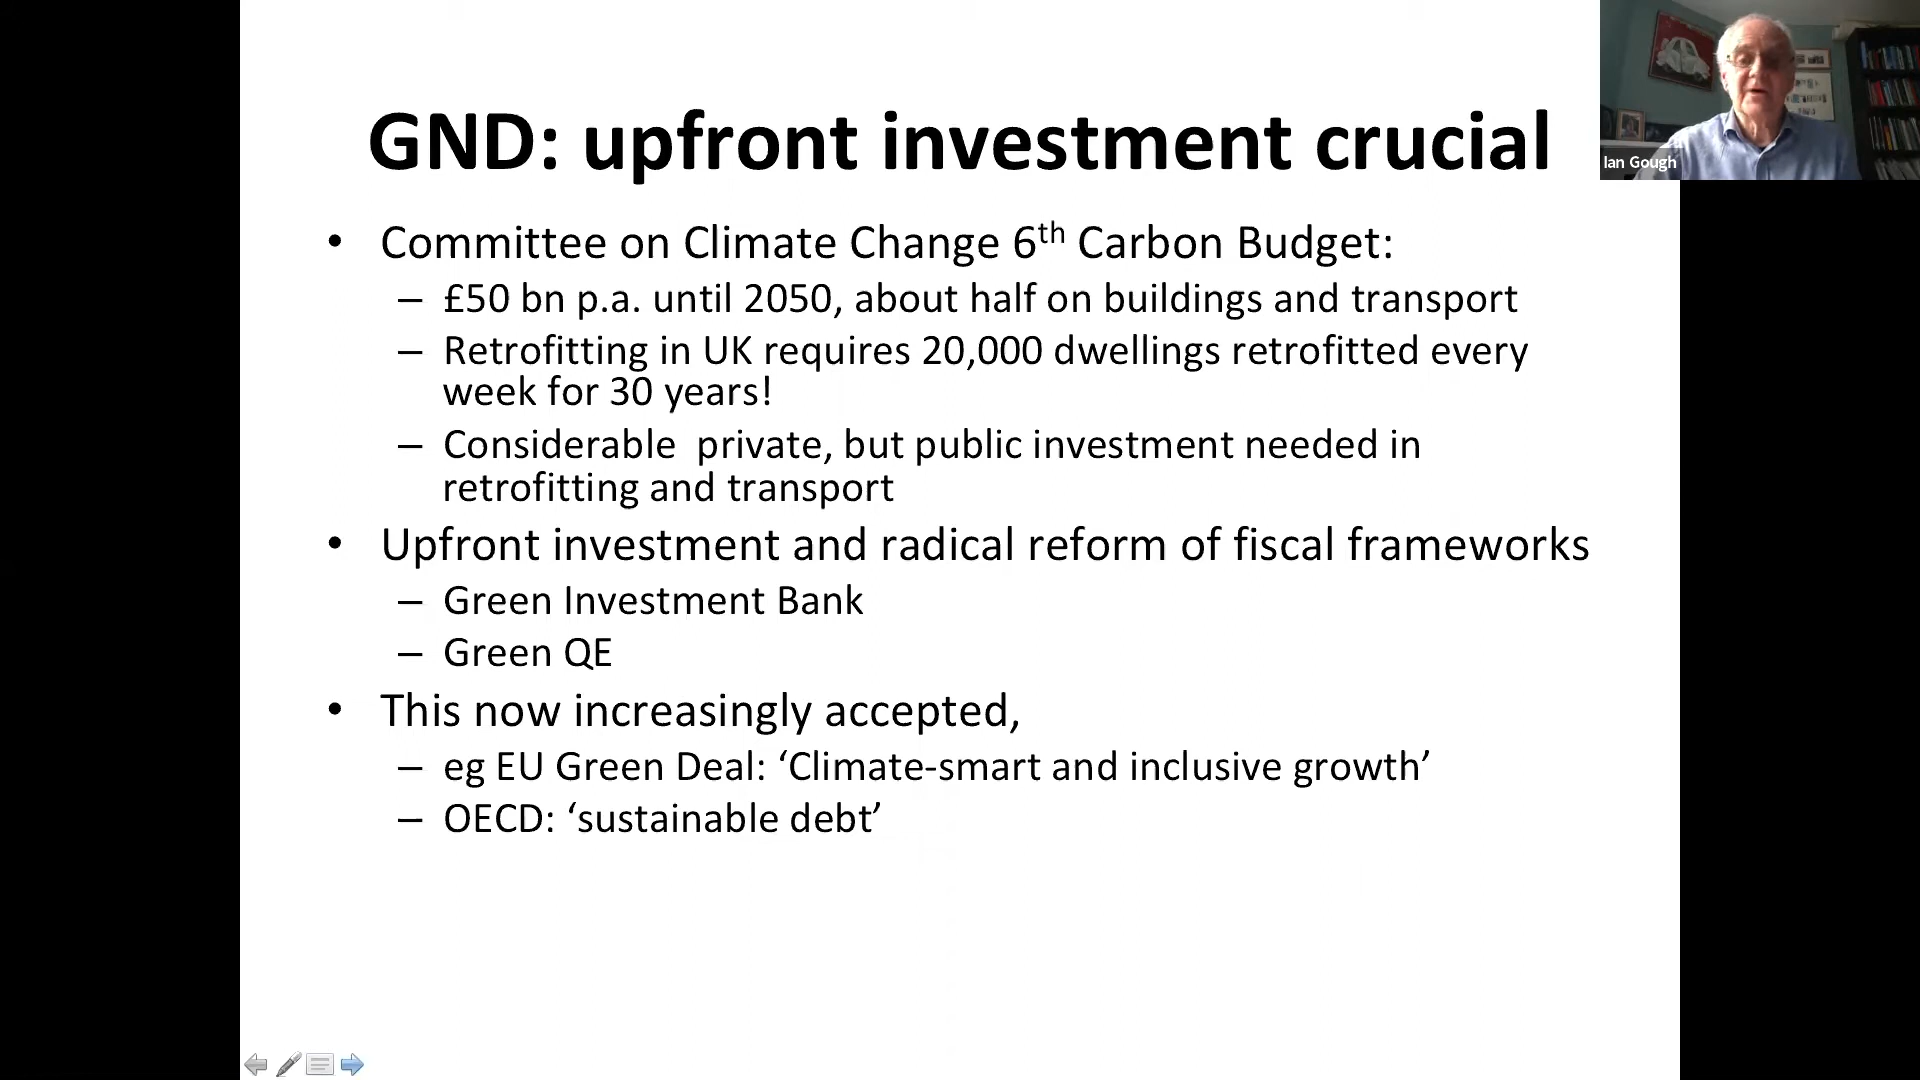 GND: upfront investment crucial
Ian Gough
• Committee on Climate Change 6th Carbon Budget:
– £50 bn p.a. until 2050, about half on buildings and transport
– Retrofitting in UK requires 20,000 dwellings retrofitted every
week for 30 years!
– Considerable  private, but public investment needed in
retrofitting and transport
• Upfront investment and radical reform of fiscal frameworks
– Green Investment Bank
– Green QE
• This now increasingly accepted,
– eg EU Green Deal: ‘Climate-smart and inclusive growth’
– OECD: ‘sustainable debt’